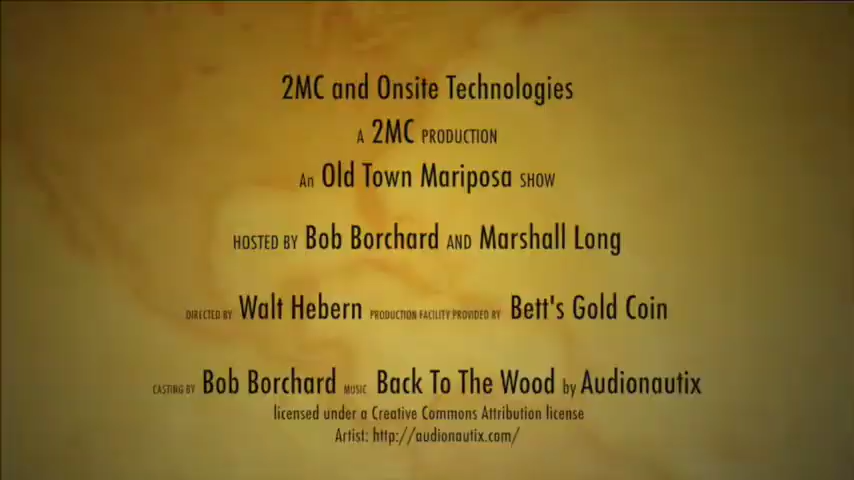 2MC and Onsite Technologies
A 2MC PRODUCTION
An Old Town Mariposa SHOW
HOSTED BY Bob Borchard AND Marshall Long
DIRECTED BY Walt Hebern PRODUCTION FACILITY PROVIDED BY Bett's Gold Coin
CASTING BY Bob Borchard MUSIC Back To The Wood by Audionautix
licensed under a Creative Commons Attribution license
Artist: http://audionautix.com/